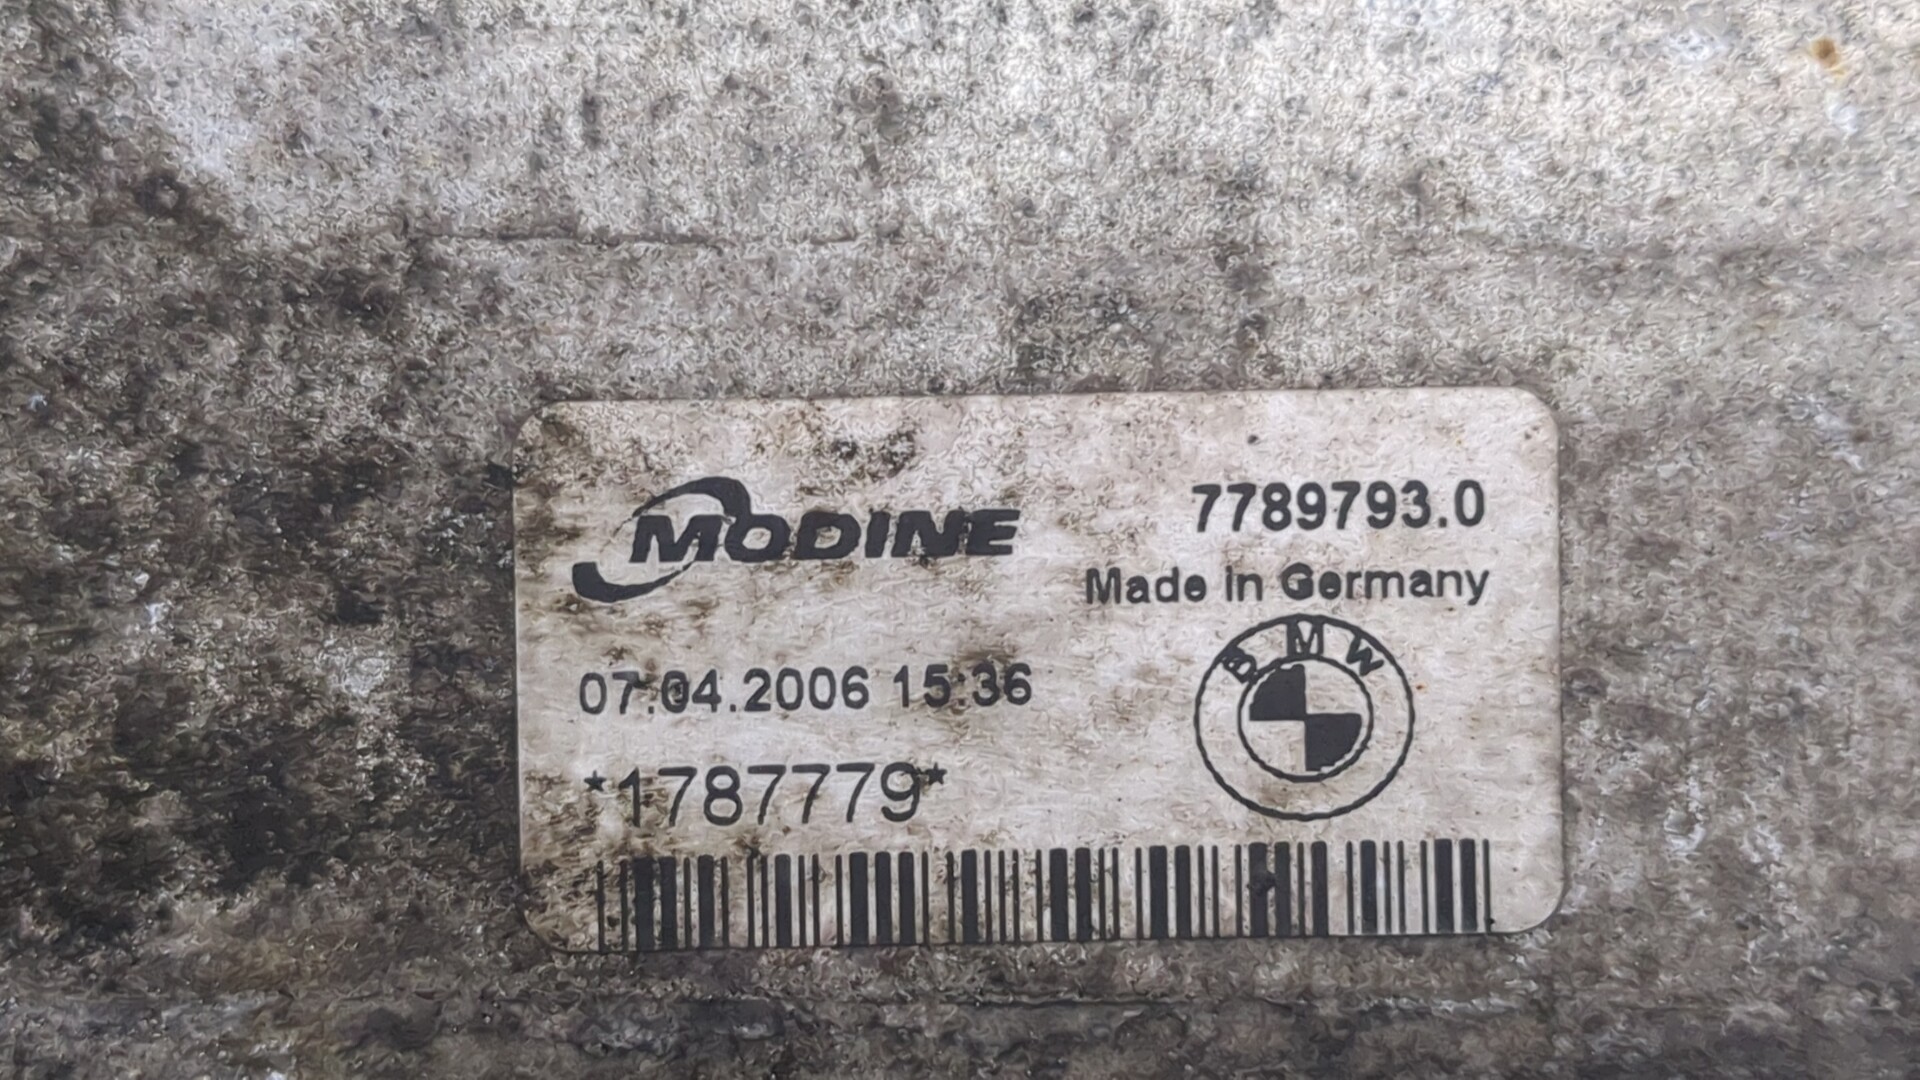 MODINE
7789793.0
Made in Germany
BMW
07.04.2006 15:36
*1787779*